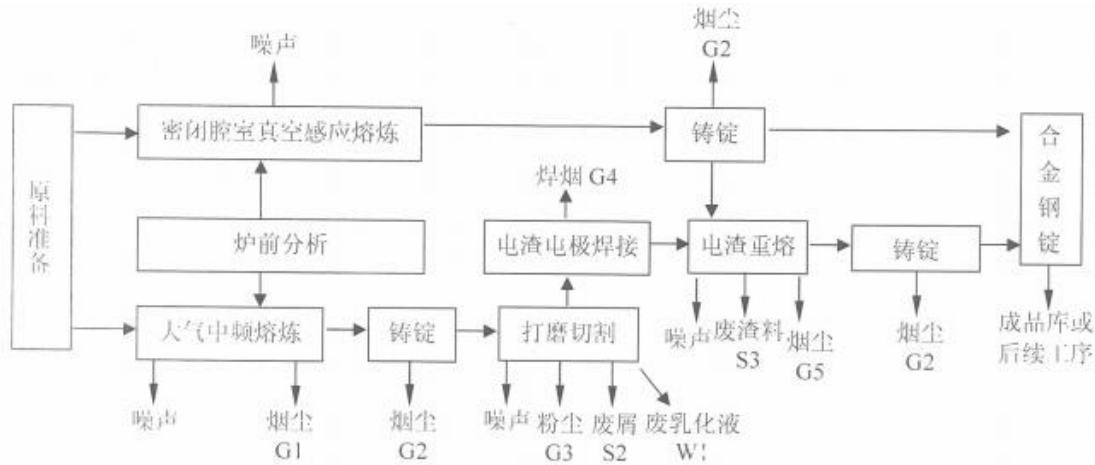 烟尘
G2
噪声
密闭腔室真空感应熔炼
铸锭
合金钢锭
原料准备
焊烟 G4
炉前分析
电渣电极焊接
电渣重熔
铸锭
大气中频熔炼
铸锭
打磨切割
噪声
废渣料
S3
烟尘
G5
烟尘
G2
成品库或
后续工序
噪声
烟尘
G1
烟尘
G2
噪声
粉尘
G3
废屑
S2
废乳化液
W1